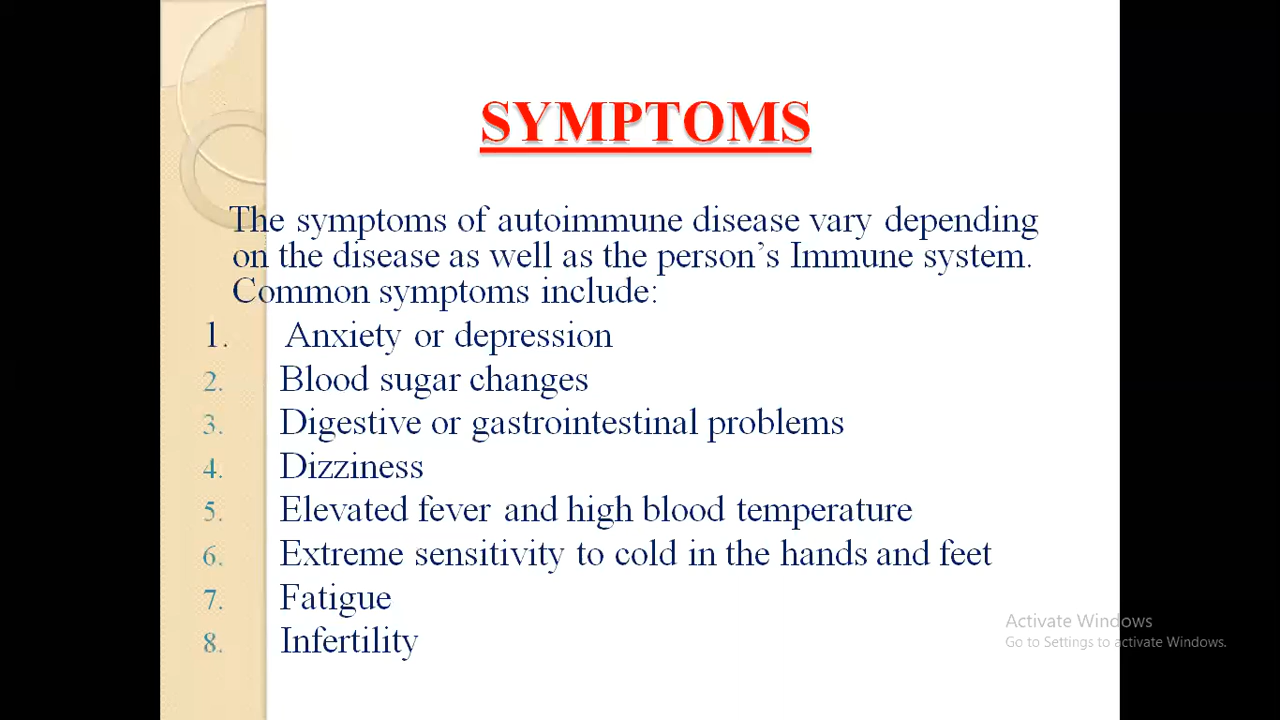 SYMPTOMS
The symptoms of autoimmune disease vary depending
on the disease as well as the person’s Immune system.
Common symptoms include:
1. Anxiety or depression
2. Blood sugar changes
3. Digestive or gastrointestinal problems
4. Dizziness
5. Elevated fever and high blood temperature
6. Extreme sensitivity to cold in the hands and feet
7. Fatigue
8. Infertility
Activate Windows
Go to Settings to activate Windows.